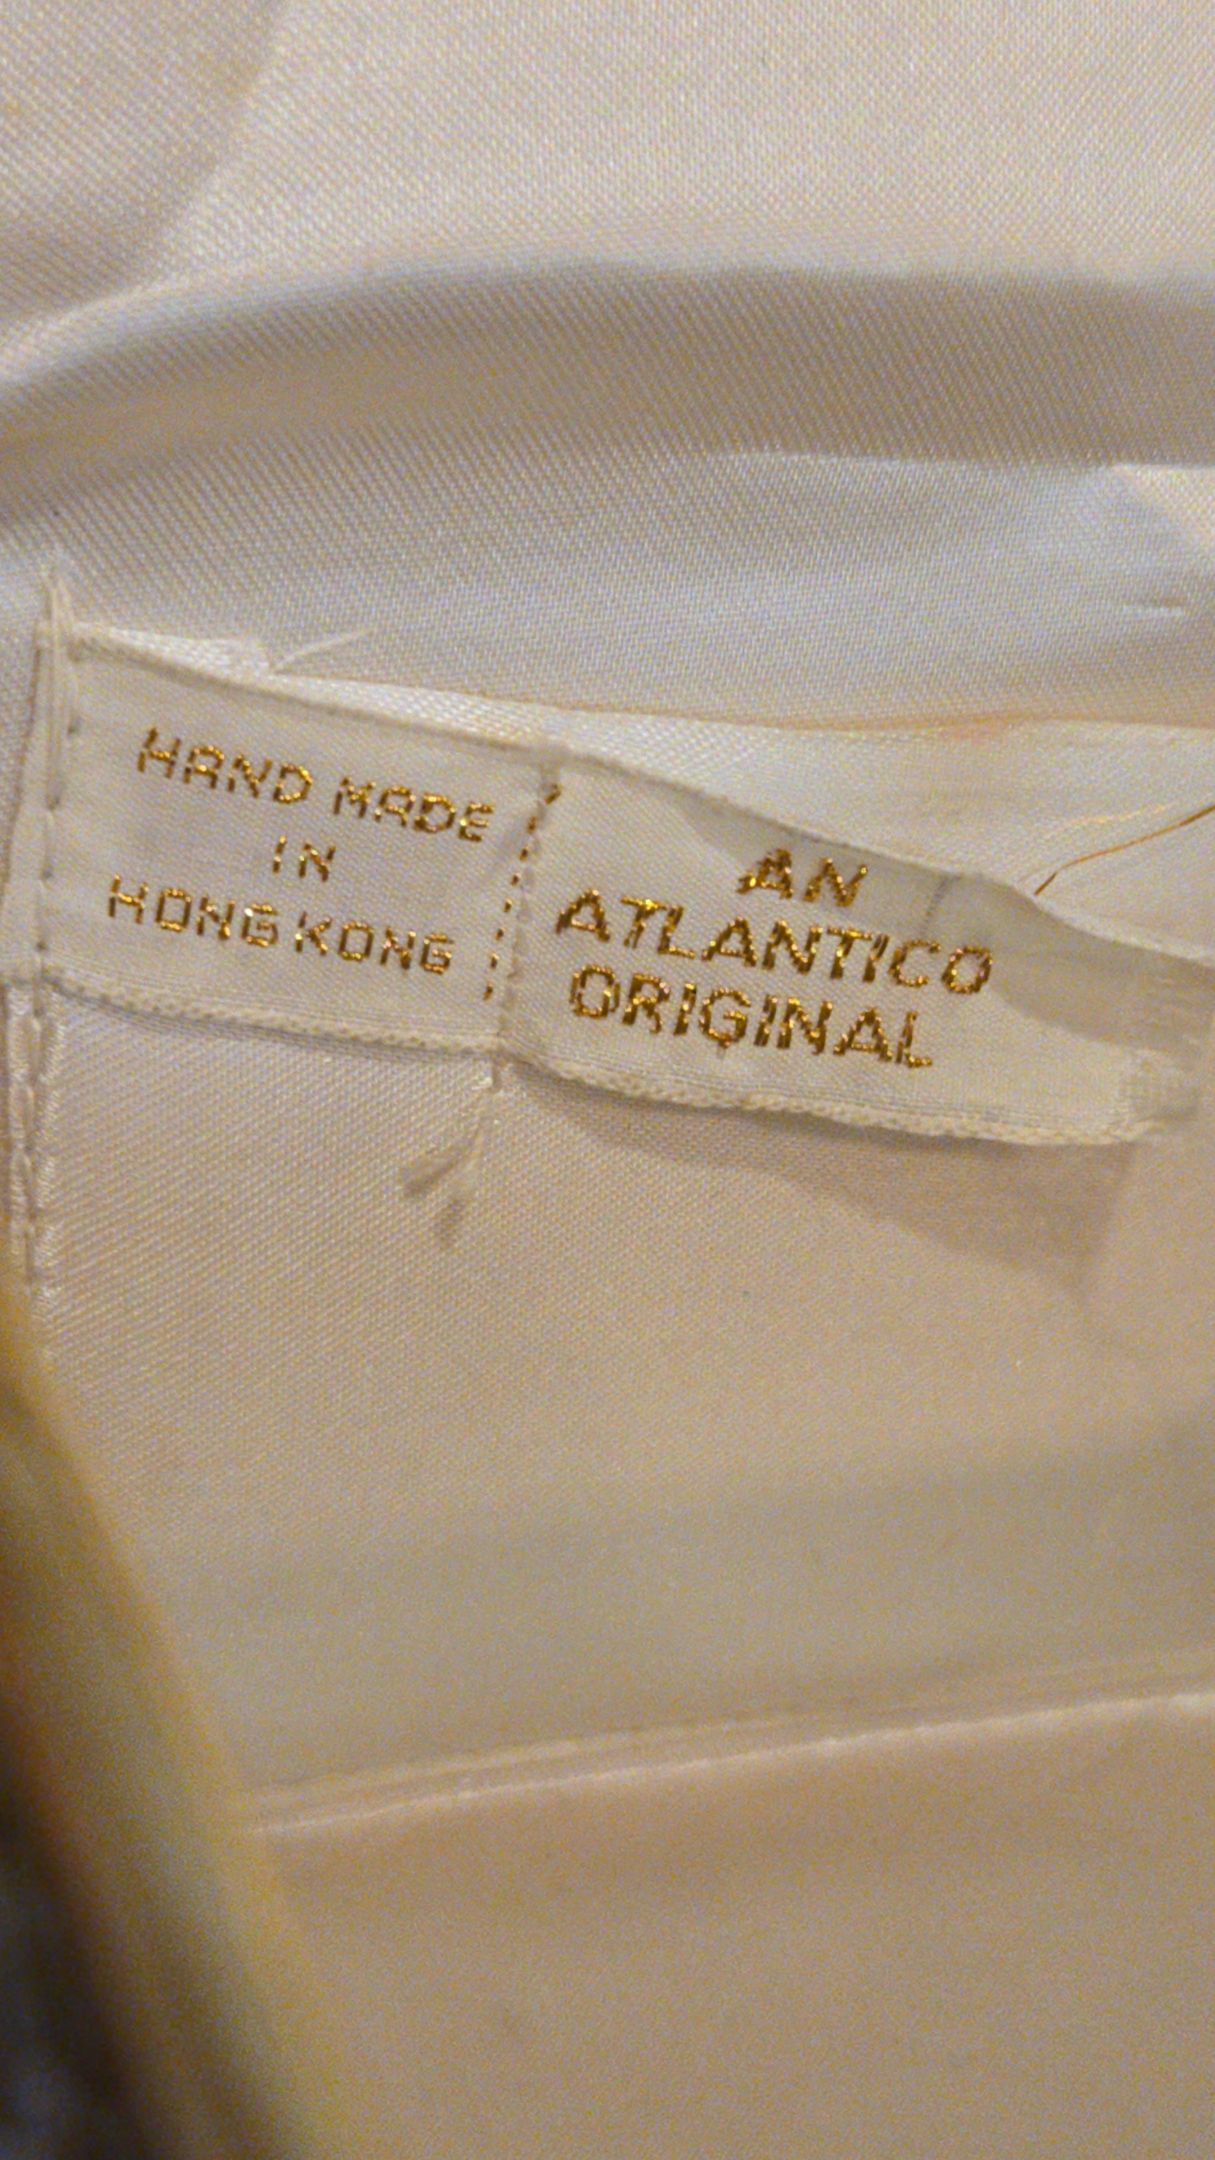 HAND MADE
IN
HONG KONG
AN
ATLANTICO
ORIGINAL